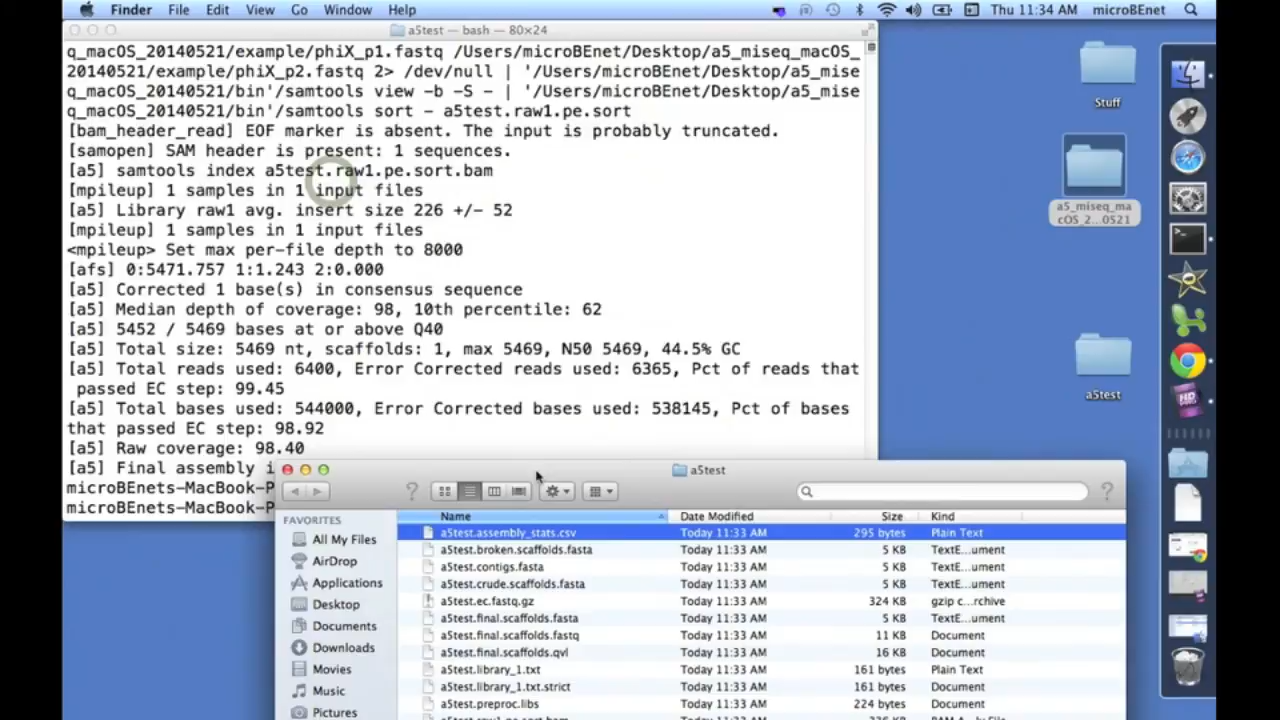 Finder File Edit View Go Window Help Thu 11:34 AM microBEnet
a5test — bash — 80×24
q_macOS_20140521/example/phiX_p1.fastq /Users/microBEnet/Desktop/a5_miseq_macOS_
20140521/example/phiX_p2.fastq 2> /dev/null | '/Users/microBEnet/Desktop/a5_mise
q_macOS_20140521/bin'/samtools view -b -S - | '/Users/microBEnet/Desktop/a5_mise
q_macOS_20140521/bin'/samtools sort - a5test.raw1.pe.sort
[bam_header_read] EOF marker is absent. The input is probably truncated.
[samopen] SAM header is present: 1 sequences.
[a5] samtools index a5test.raw1.pe.sort.bam
[mpileup] 1 samples in 1 input files
[a5] Library raw1 avg. insert size 226 +/- 52
[mpileup] 1 samples in 1 input files
<mpileup> Set max per-file depth to 8000
[afs] 0:5471.757 1:1.243 2:0.000
[a5] Corrected 1 base(s) in consensus sequence
[a5] Median depth of coverage: 98, 10th percentile: 62
[a5] 5452 / 5469 bases at or above Q40
[a5] Total size: 5469 nt, scaffolds: 1, max 5469, N50 5469, 44.5% GC
[a5] Total reads used: 6400, Error Corrected reads used: 6365, Pct of reads that
passed EC step: 99.45
[a5] Total bases used: 544000, Error Corrected bases used: 538145, Pct of bases
that passed EC step: 98.92
[a5] Raw coverage: 98.40
[a5] Final assembly i
microBEnets-MacBook-P
microBEnets-MacBook-P
Stuff
a5_miseq_ma
cOS_2...0521
a5test
a5test
FAVORITES
All My Files
AirDrop
Applications
Desktop
Documents
Downloads
Movies
Music
Pictures
Name Date Modified Size Kind
a5test.assembly_stats.csv Today 11:33 AM 295 bytes Plain Text
a5test.broken.scaffolds.fasta Today 11:33 AM 5 KB TextE...ument
a5test.contigs.fasta Today 11:33 AM 5 KB TextE...ument
a5test.crude.scaffolds.fasta Today 11:33 AM 5 KB TextE...ument
a5test.ec.fastq.gz Today 11:33 AM 324 KB gzip c...rchive
a5test.final.scaffolds.fasta Today 11:33 AM 5 KB TextE...ument
a5test.final.scaffolds.fastq Today 11:33 AM 11 KB Document
a5test.final.scaffolds.qvl Today 11:33 AM 16 KB Document
a5test.library_1.txt Today 11:33 AM 161 bytes Plain Text
a5test.library_1.txt.strict Today 11:33 AM 161 bytes Document
a5test.preproc.libs Today 11:33 AM 224 bytes Document